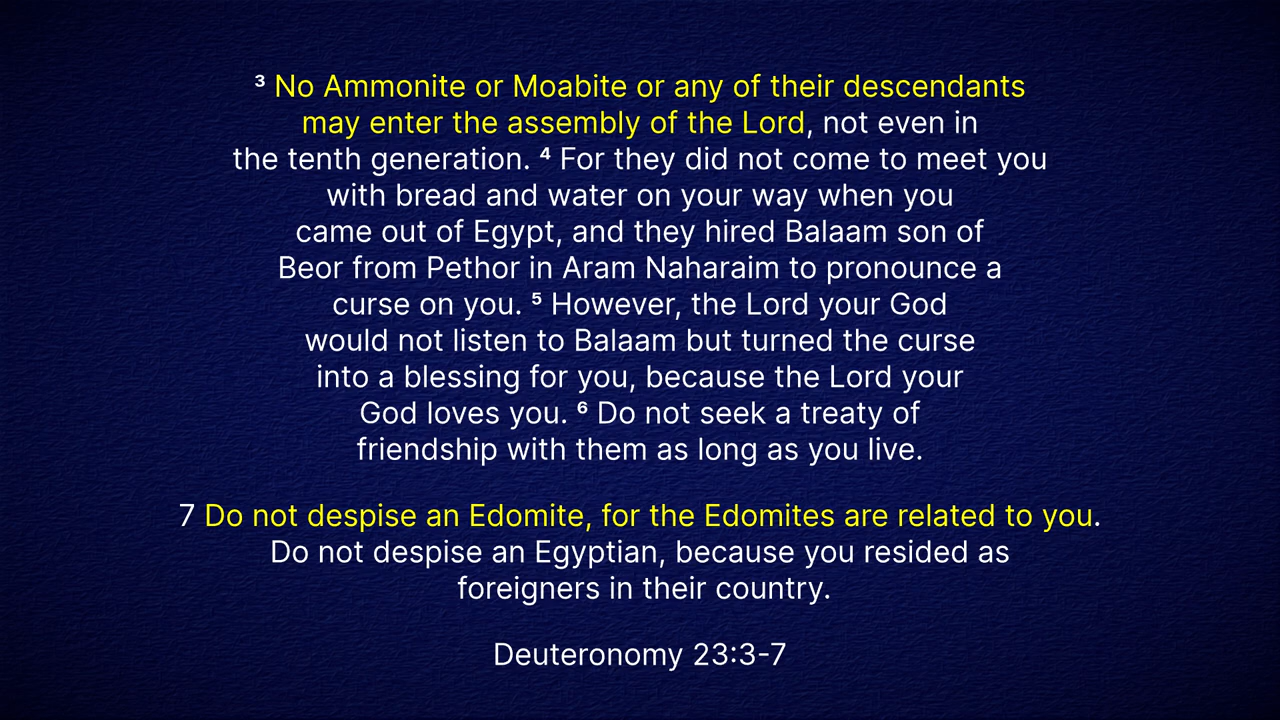 ³ No Ammonite or Moabite or any of their descendants
may enter the assembly of the Lord, not even in
the tenth generation. ⁴ For they did not come to meet you
with bread and water on your way when you
came out of Egypt, and they hired Balaam son of
Beor from Pethor in Aram Naharaim to pronounce a
curse on you. ⁵ However, the Lord your God
would not listen to Balaam but turned the curse
into a blessing for you, because the Lord your
God loves you. ⁶ Do not seek a treaty of
friendship with them as long as you live.
7 Do not despise an Edomite, for the Edomites are related to you.
Do not despise an Egyptian, because you resided as
foreigners in their country.
Deuteronomy 23:3-7